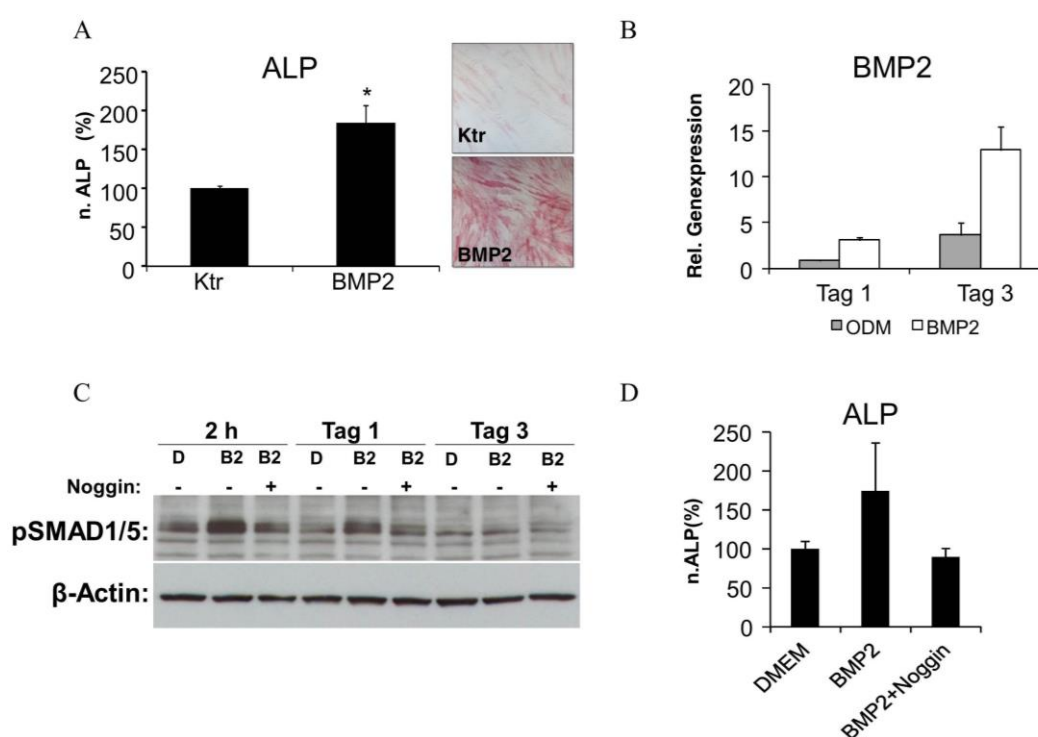 A
ALP
250
200
150
100
50
0
n. ALP (%)
*
Ktr
BMP2
Ktr
BMP2
B
BMP2
20
15
10
5
0
Rel. Genexpression
Tag 1
Tag 3
ODM
BMP2
C
2 h
Tag 1
Tag 3
D B2 B2 D B2 B2 D B2 B2
Noggin: - - + - - + - - +
pSMAD1/5:
β-Actin:
D
ALP
250
200
150
100
50
0
n.ALP(%)
DMEM
BMP2
BMP2+Noggin